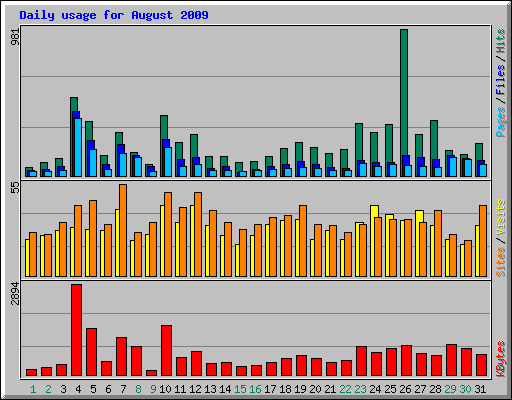 Daily usage for August 2009
981
Pages / Files / Hits
55
Sites / Visits
2894
KBytes
1 2 3 4 5 6 7 8 9 10 11 12 13 14 15 16 17 18 19 20 21 22 23 24 25 26 27 28 29 30 31